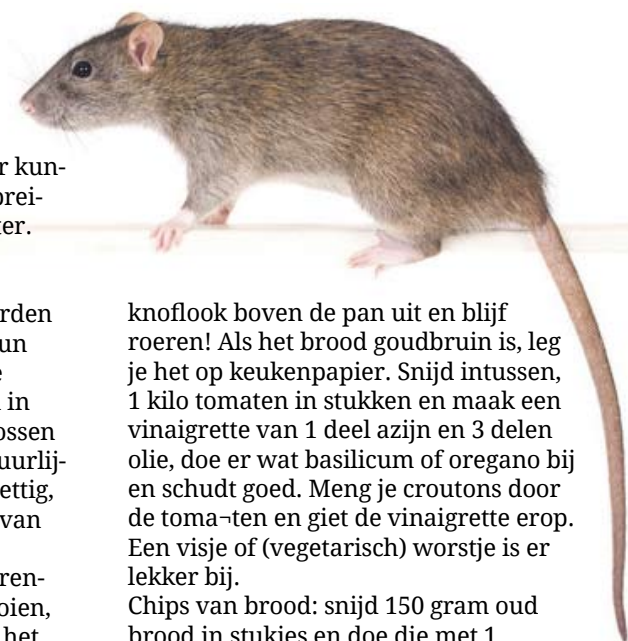 r kun-
prei-
er.
rden
un
e
in
ossen
uurlij-
ettig,
van
ren-
oien,
het
knoflook boven de pan uit en blijf
roeren! Als het brood goudbruin is, leg
je het op keukenpapier. Snijd intussen,
1 kilo tomaten in stukken en maak een
vinaigrette van 1 deel azijn en 3 delen
olie, doe er wat basilicum of oregano bij
en schudt goed. Meng je croutons door
de toma¬ten en giet de vinaigrette erop.
Een visje of (vegetarisch) worstje is er
lekker bij.
Chips van brood: snijd 150 gram oud
brood in stukjes en doe die met 1